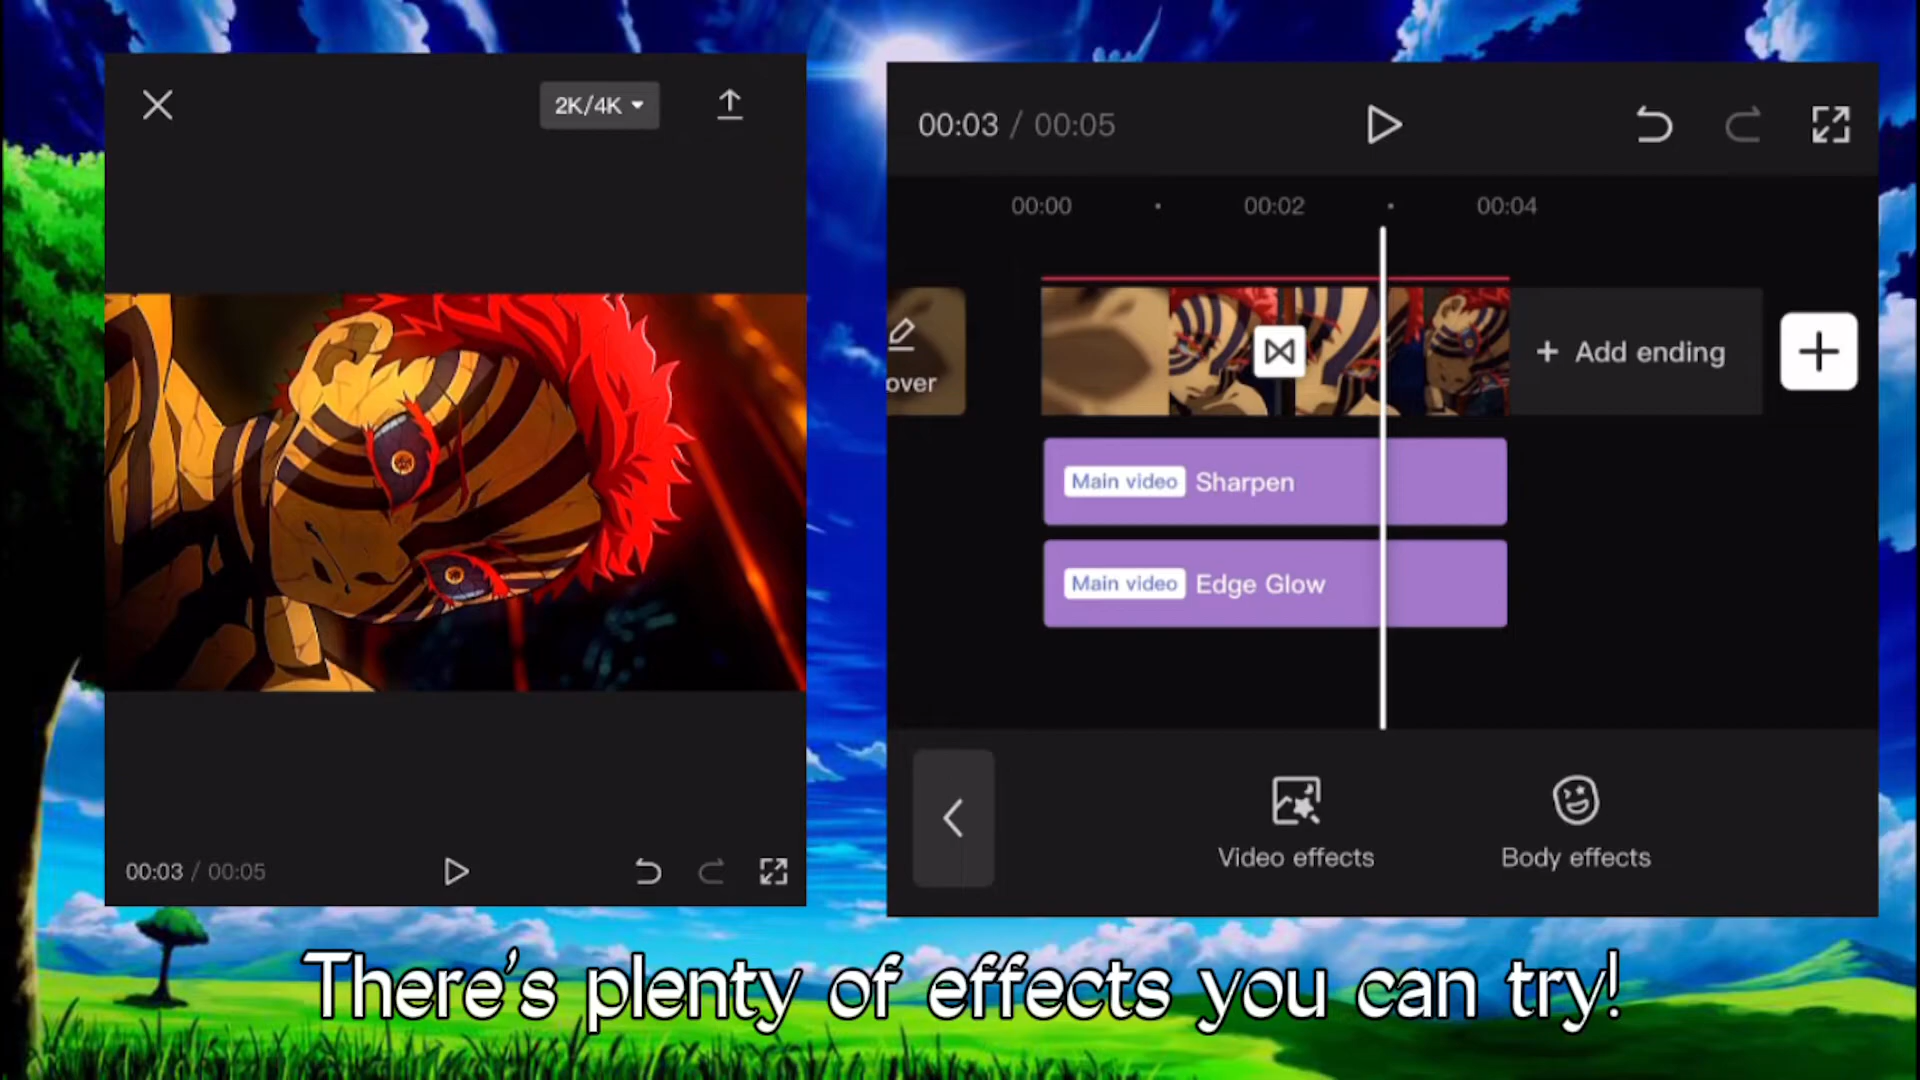 2K/4K
00:03 / 00:05
00:03 / 00:05
00:00
00:02
00:04
over
+ Add ending
Main video Sharpen
Main video Edge Glow
Video effects
Body effects
There's plenty of effects you can try!